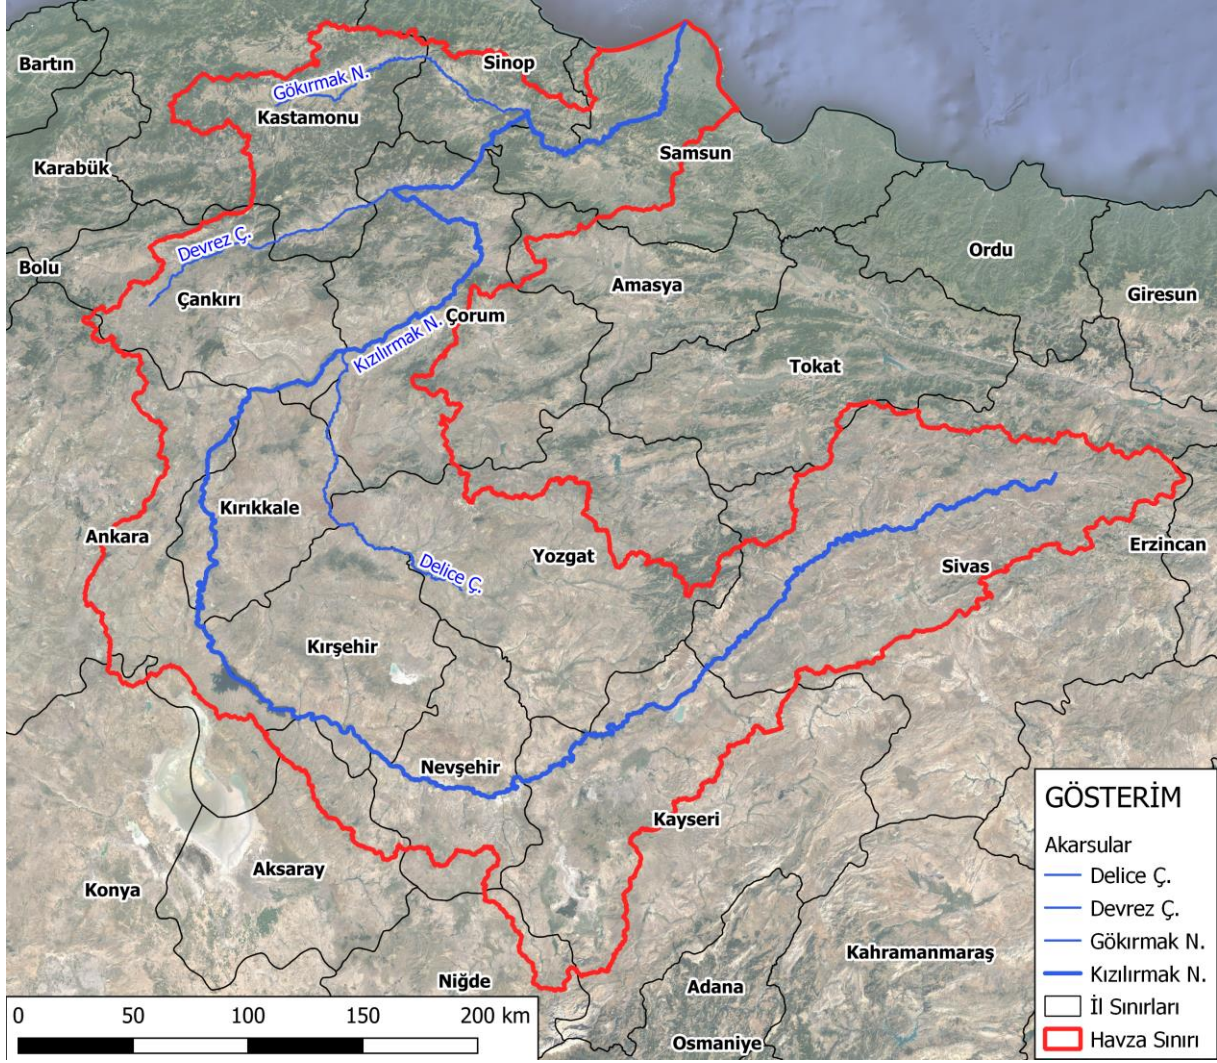 Bartın
Sinop
Gökırmak N.
Kastamonu
Karabük
Samsun
Devrez Ç.
Ordu
Bolu
Çankırı
Amasya
Giresun
Çorum
Kızılırmak N.
Tokat
Kırıkkale
Ankara
Yozgat
Erzincan
Delice Ç.
Sivas
Kırşehir
Nevşehir
Kayseri
Aksaray
Konya
Niğde
Adana
Kahramanmaraş
Osmaniye
GÖSTERİM
Akarsular
Delice Ç.
Devrez Ç.
Gökırmak N.
Kızılırmak N.
İl Sınırları
Havza Sınırı
0 50 100 150 200 km